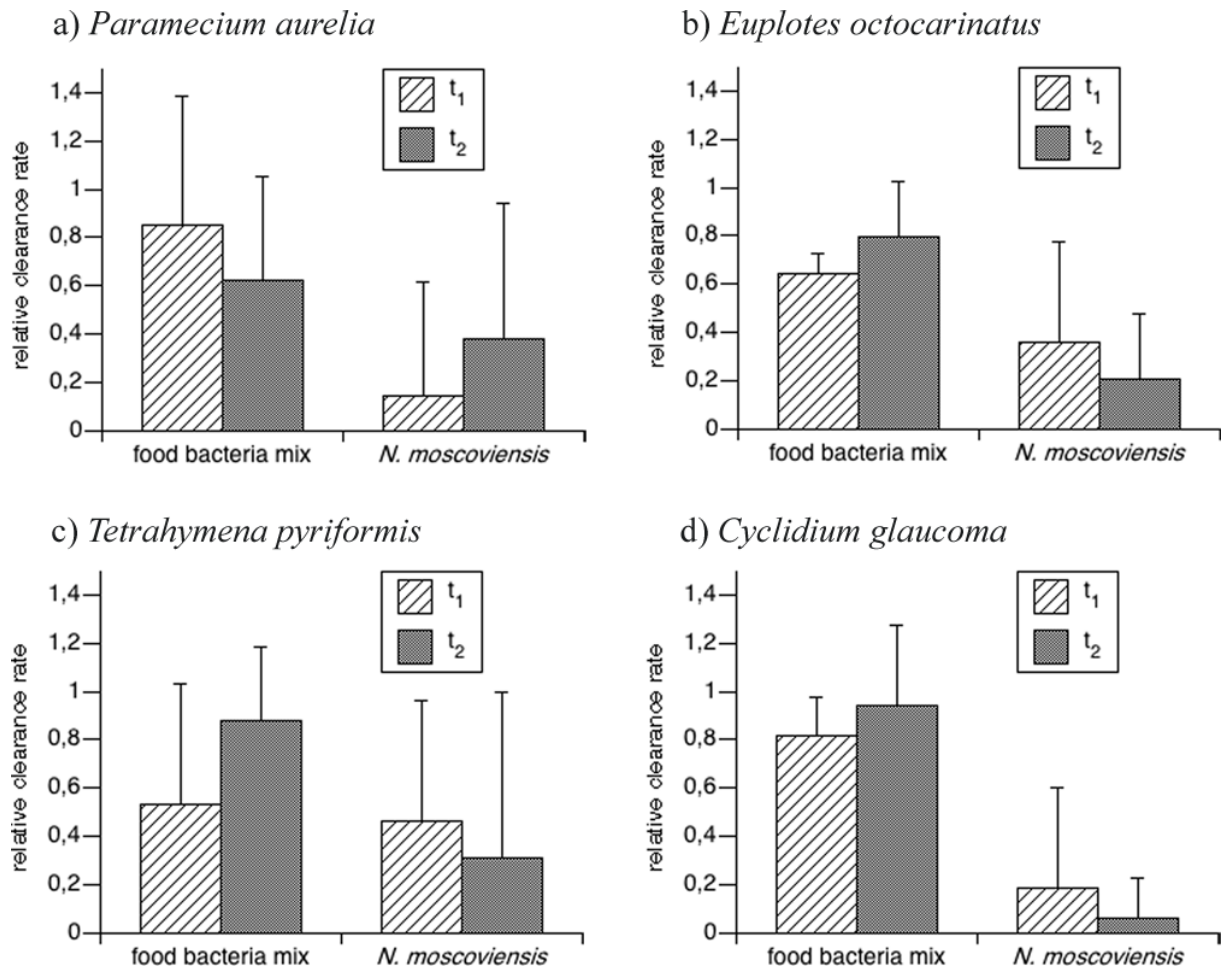 a) Paramecium aurelia
relative clearance rate
1,4
1,2
1
0,8
0,6
0,4
0,2
0
t1
t2
food bacteria mix
N. moscoviensis
b) Euplotes octocarinatus
relative clearance rate
1,4
1,2
1
0,8
0,6
0,4
0,2
0
t1
t2
food bacteria mix
N. moscoviensis
c) Tetrahymena pyriformis
relative clearance rate
1,4
1,2
1
0,8
0,6
0,4
0,2
0
t1
t2
food bacteria mix
N. moscoviensis
d) Cyclidium glaucoma
relative clearance rate
1,4
1,2
1
0,8
0,6
0,4
0,2
0
t1
t2
food bacteria mix
N. moscoviensis